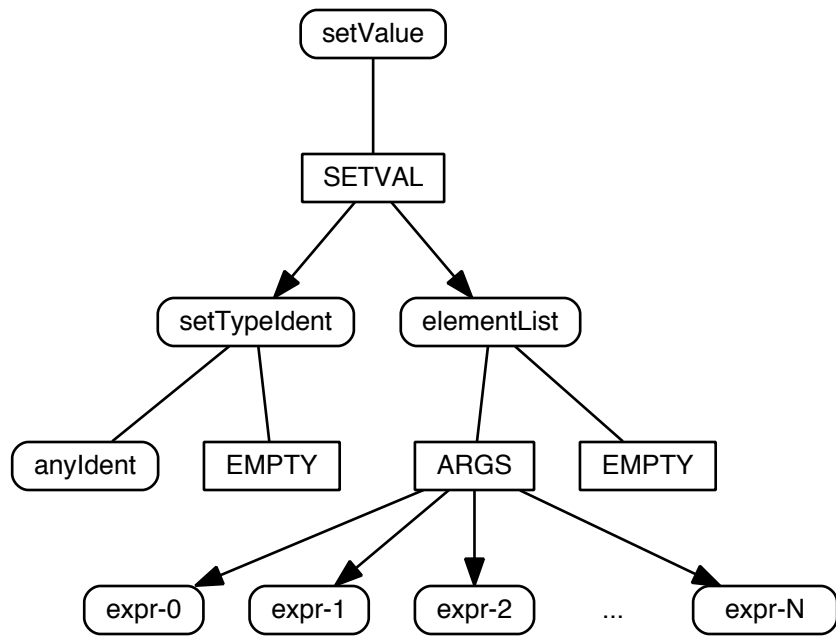 setValue
SETVAL
setTypeIdent
elementList
anyIdent
EMPTY
ARGS
EMPTY
expr-0
expr-1
expr-2
...
expr-N